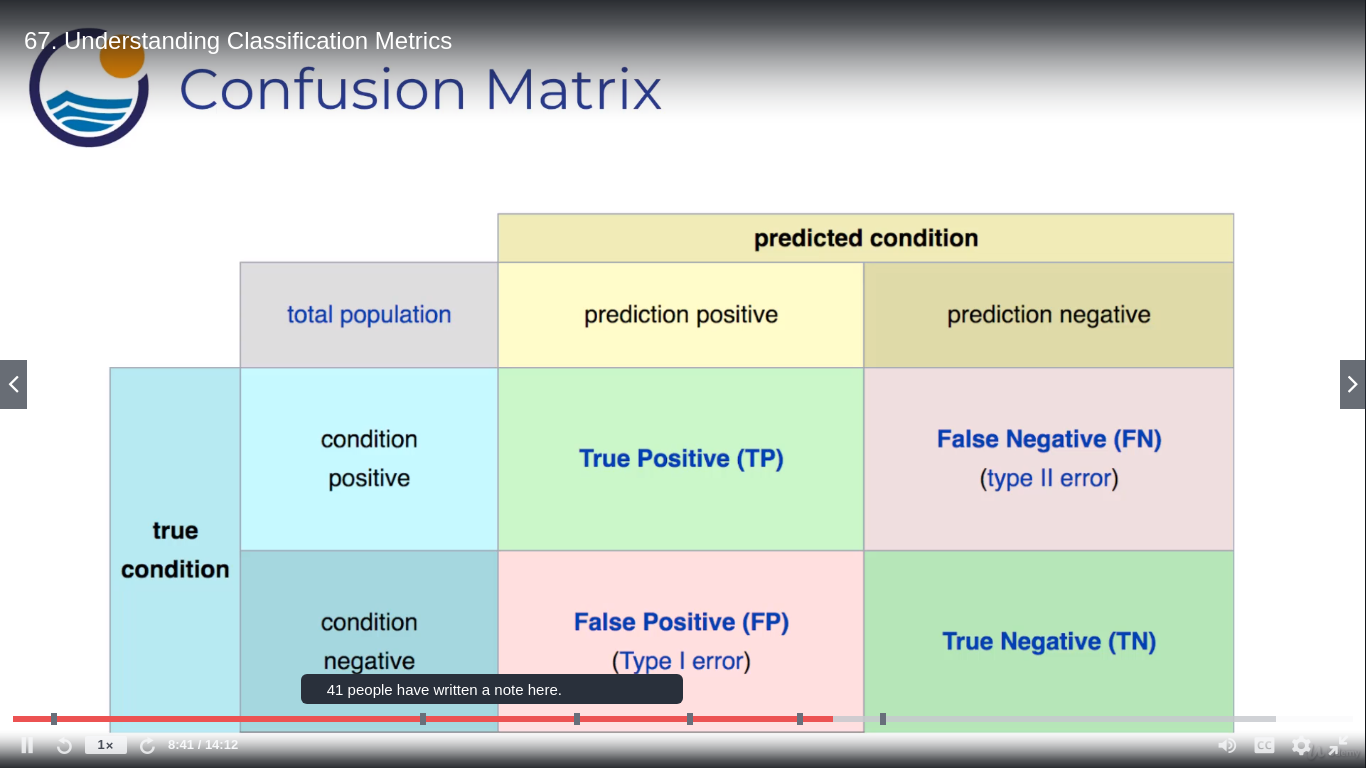 67. Understanding Classification Metrics
Confusion Matrix
predicted condition
total population
prediction positive
prediction negative
true
condition
condition
positive
True Positive (TP)
False Negative (FN)
(type II error)
condition
negative
False Positive (FP)
(Type I error)
True Negative (TN)
41 people have written a note here.
1×
8:41 / 14:12
CC